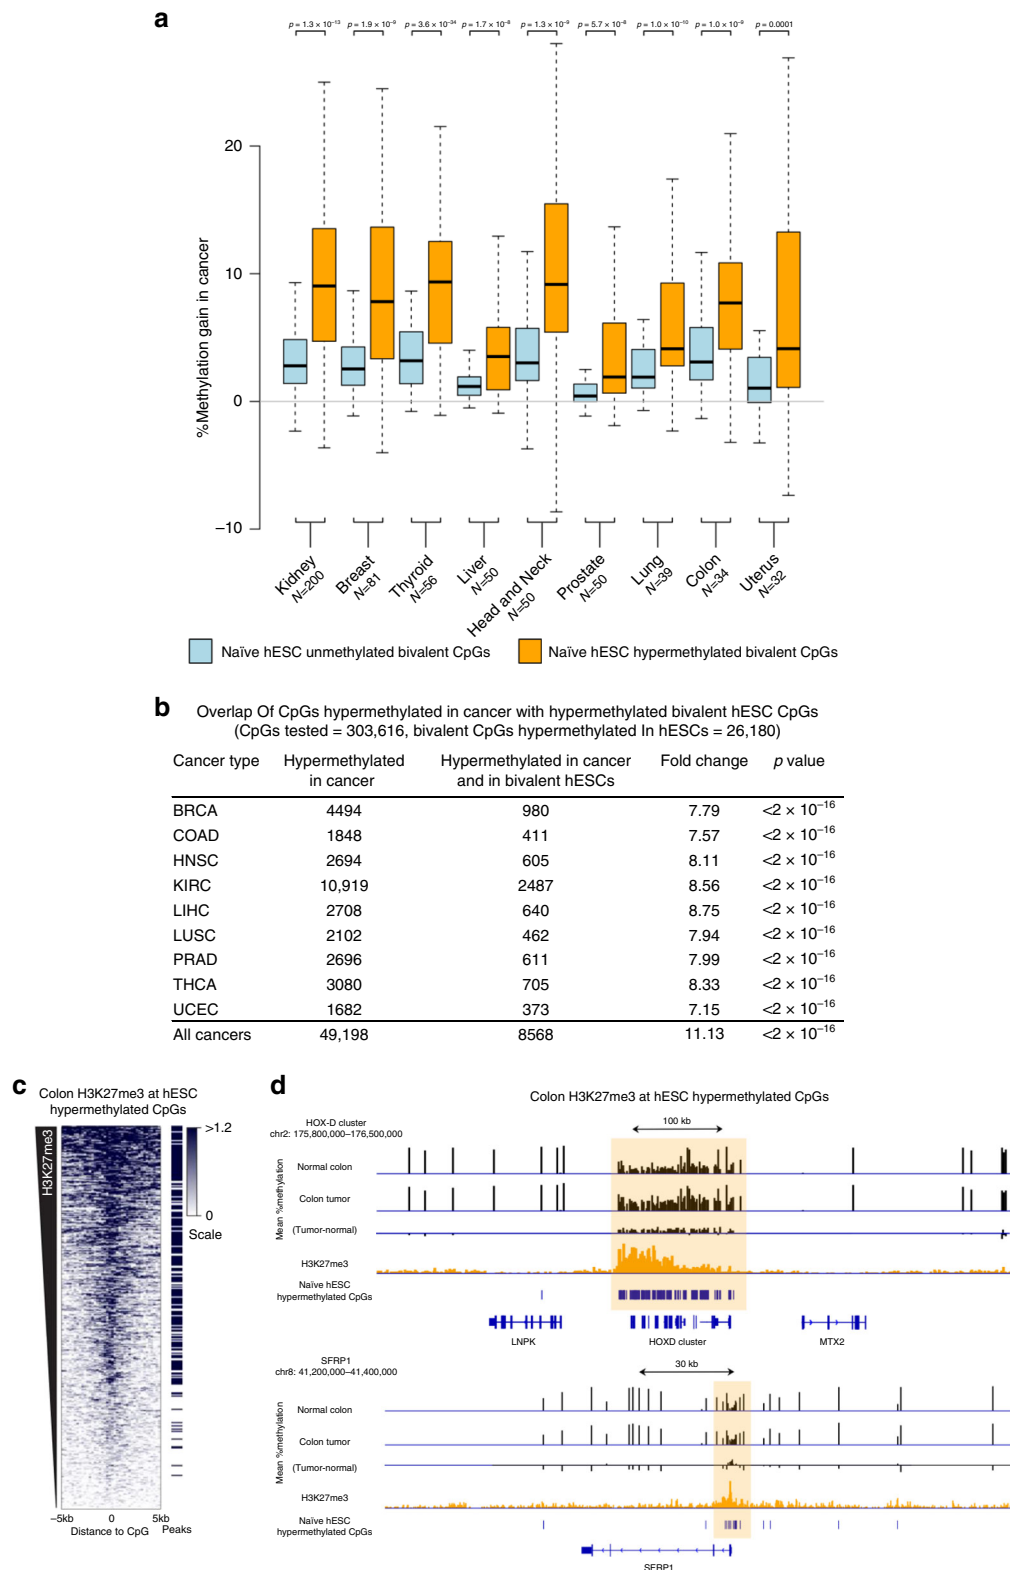 a
p = 1.3 × 10⁻¹³ p = 1.9 × 10⁻⁹ p = 3.6 × 10⁻³⁴ p = 1.7 × 10⁻⁸ p = 1.3 × 10⁻⁹ p = 5.7 × 10⁻⁸ p = 1.0 × 10⁻¹⁰ p = 1.0 × 10⁻⁹ p = 0.0001
%Methylation gain in cancer
20
10
0
−10
Kidney N=200
Breast N=81
Thyroid N=56
Liver N=50
Head and Neck N=50
Prostate N=50
Lung N=39
Colon N=34
Uterus N=32
Naïve hESC unmethylated bivalent CpGs
Naïve hESC hypermethylated bivalent CpGs
b
Overlap Of CpGs hypermethylated in cancer with hypermethylated bivalent hESC CpGs
(CpGs tested = 303,616, bivalent CpGs hypermethylated In hESCs = 26,180)
Cancer type Hypermethylated in cancer Hypermethylated in cancer and in bivalent hESCs Fold change p value
BRCA 4494 980 7.79 <2 × 10⁻¹⁶
COAD 1848 411 7.57 <2 × 10⁻¹⁶
HNSC 2694 605 8.11 <2 × 10⁻¹⁶
KIRC 10,919 2487 8.56 <2 × 10⁻¹⁶
LIHC 2708 640 8.75 <2 × 10⁻¹⁶
LUSC 2102 462 7.94 <2 × 10⁻¹⁶
PRAD 2696 611 7.99 <2 × 10⁻¹⁶
THCA 3080 705 8.33 <2 × 10⁻¹⁶
UCEC 1682 373 7.15 <2 × 10⁻¹⁶
All cancers 49,198 8568 11.13 <2 × 10⁻¹⁶
c
Colon H3K27me3 at hESC
hypermethylated CpGs
H3K27me3
>1.2
0
Scale
−5kb 0 5kb
Distance to CpG
Peaks
d
Colon H3K27me3 at hESC hypermethylated CpGs
HOX-D cluster
chr2: 175,800,000–176,500,000
100 kb
Mean %methylation
Normal colon
Colon tumor
(Tumor-normal)
H3K27me3
Naïve hESC
hypermethylated CpGs
LNPK HOXD cluster MTX2
SFRP1
chr8: 41,200,000–41,400,000
30 kb
Mean %methylation
Normal colon
Colon tumor
(Tumor-normal)
H3K27me3
Naïve hESC
hypermethylated CpGs
SFRP1